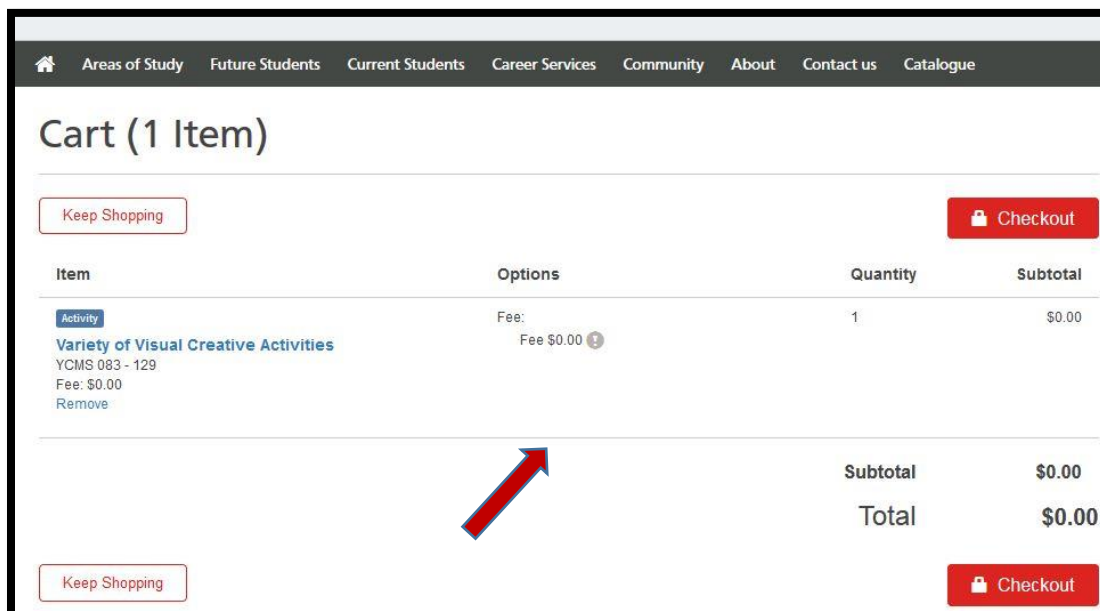 Areas of Study Future Students Current Students Career Services Community About Contact us Catalogue
Cart (1 Item)
Keep Shopping Checkout
Item Options Quantity Subtotal
Activity Fee: 1 $0.00
Variety of Visual Creative Activities Fee $0.00
YCMS 083 - 129
Fee: $0.00
Remove
Subtotal $0.00
Total $0.00
Keep Shopping Checkout